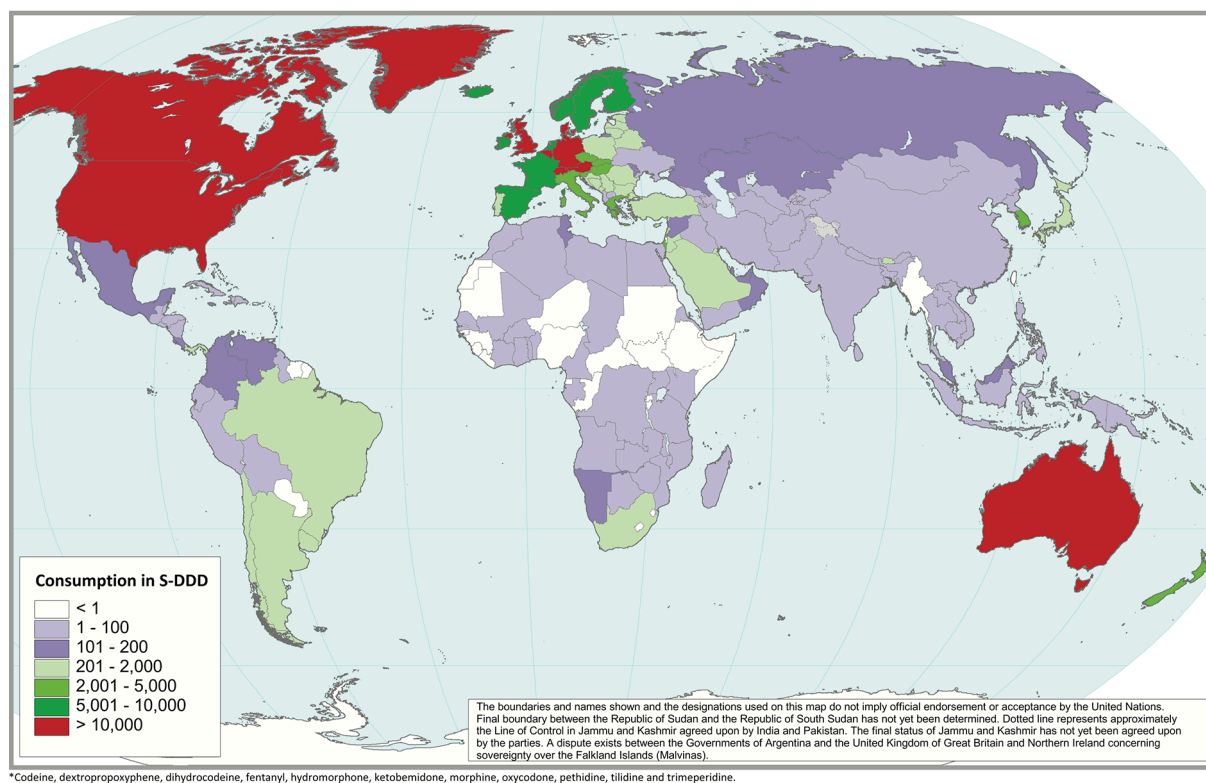 Consumption in S-DDD
< 1
1 - 100
101 - 200
201 - 2,000
2,001 - 5,000
5,001 - 10,000
> 10,000
The boundaries and names shown and the designations used on this map do not imply official endorsement or acceptance by the United Nations.
Final boundary between the Republic of Sudan and the Republic of South Sudan has not yet been determined. Dotted line represents approximately
the Line of Control in Jammu and Kashmir agreed upon by India and Pakistan. The final status of Jammu and Kashmir has not yet been agreed upon
by the parties. A dispute exists between the Governments of Argentina and the United Kingdom of Great Britain and Northern Ireland concerning
sovereignty over the Falkland Islands (Malvinas).
*Codeine, dextropropoxyphene, dihydrocodeine, fentanyl, hydromorphone, ketobemidone, morphine, oxycodone, pethidine, tilidine and trimeperidine.